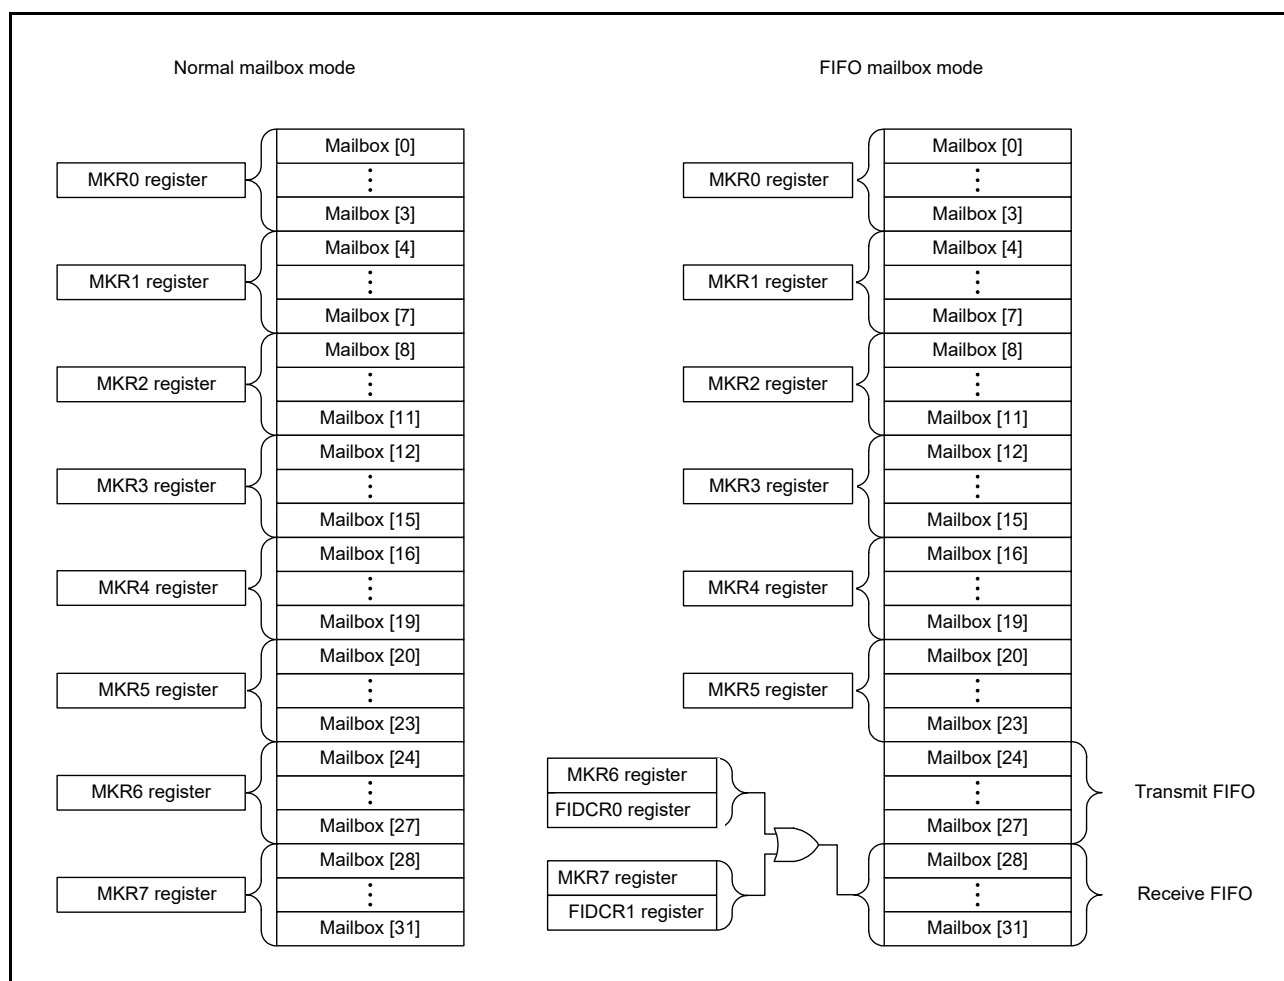 Normal mailbox mode
MKR0 register
Mailbox [0]
Mailbox [3]
MKR1 register
Mailbox [4]
Mailbox [7]
MKR2 register
Mailbox [8]
Mailbox [11]
MKR3 register
Mailbox [12]
Mailbox [15]
MKR4 register
Mailbox [16]
Mailbox [19]
MKR5 register
Mailbox [20]
Mailbox [23]
MKR6 register
Mailbox [24]
Mailbox [27]
MKR7 register
Mailbox [28]
Mailbox [31]
FIFO mailbox mode
MKR0 register
Mailbox [0]
Mailbox [3]
MKR1 register
Mailbox [4]
Mailbox [7]
MKR2 register
Mailbox [8]
Mailbox [11]
MKR3 register
Mailbox [12]
Mailbox [15]
MKR4 register
Mailbox [16]
Mailbox [19]
MKR5 register
Mailbox [20]
Mailbox [23]
MKR6 register
FIDCR0 register
Mailbox [24]
Mailbox [27]
Transmit FIFO
MKR7 register
FIDCR1 register
Mailbox [28]
Mailbox [31]
Receive FIFO